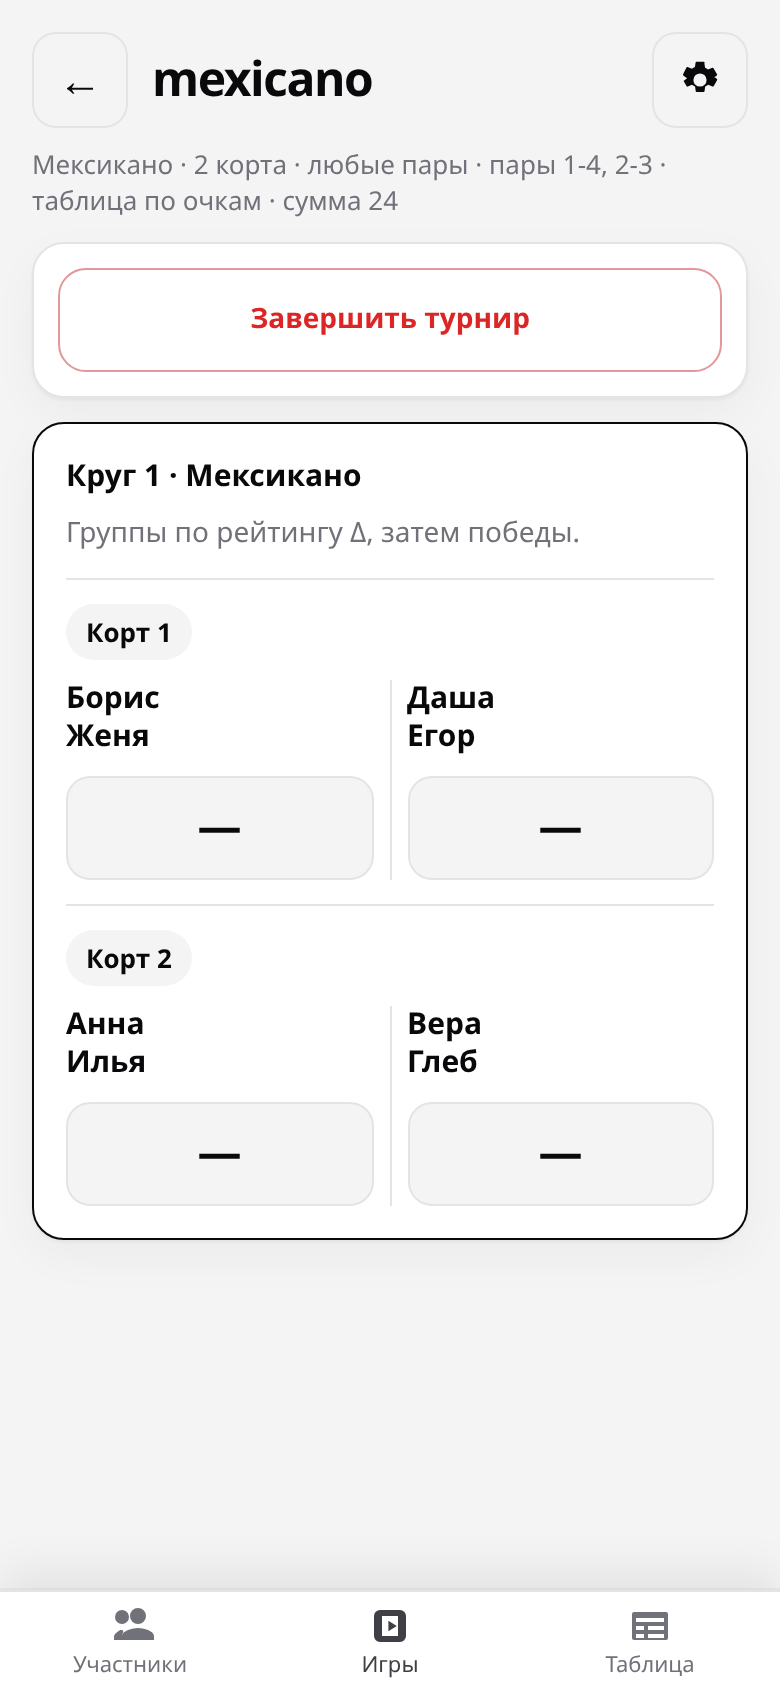 ←
mexicano
Мексикано · 2 корта · любые пары · пары 1-4, 2-3 ·
таблица по очкам · сумма 24
Завершить турнир
Круг 1 · Мексикано
Группы по рейтингу Δ, затем победы.
Корт 1
Борис
Женя
Даша
Егор
—
—
Корт 2
Анна
Илья
Вера
Глеб
—
—
Участники
Игры
Таблица